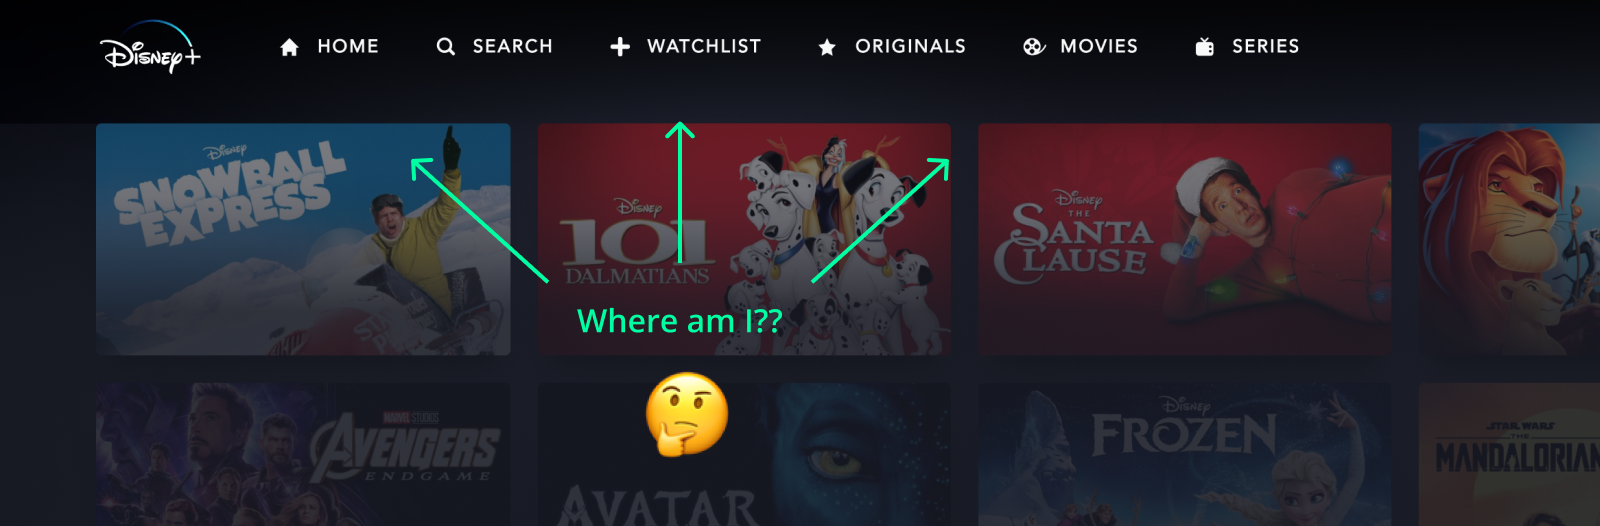 Disney+
HOME
SEARCH
WATCHLIST
ORIGINALS
MOVIES
SERIES
Disney
SNOWBALL
EXPRESS
Disney
101
DALMATIANS
Disney
THE
SANTA
CLAUSE
Where am I??
MARVEL STUDIOS
AVENGERS
ENDGAME
AVATAR
Disney
FROZEN
STAR WARS
THE
MANDALORIAN